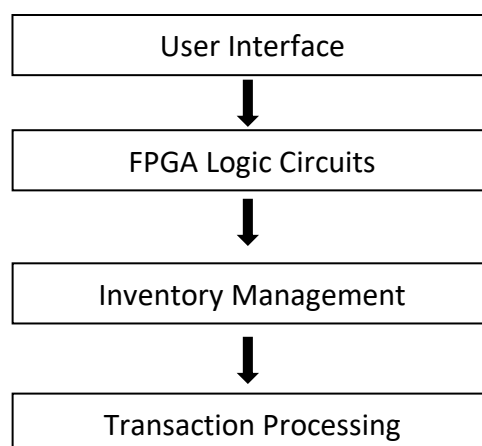 User Interface
FPGA Logic Circuits
Inventory Management
Transaction Processing